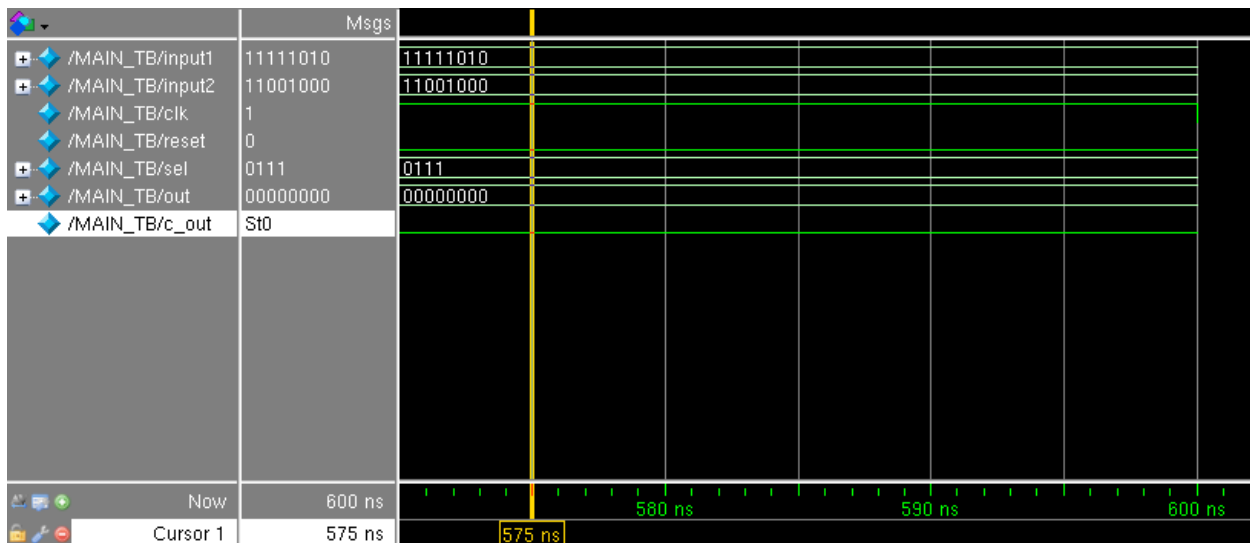 Msgs
/MAIN_TB/input1 11111010 11111010
/MAIN_TB/input2 11001000 11001000
/MAIN_TB/clk 1
/MAIN_TB/reset 0
/MAIN_TB/sel 0111 0111
/MAIN_TB/out 00000000 00000000
/MAIN_TB/c_out St0
Now 600 ns 580 ns 590 ns 600 ns
Cursor 1 575 ns 575 ns